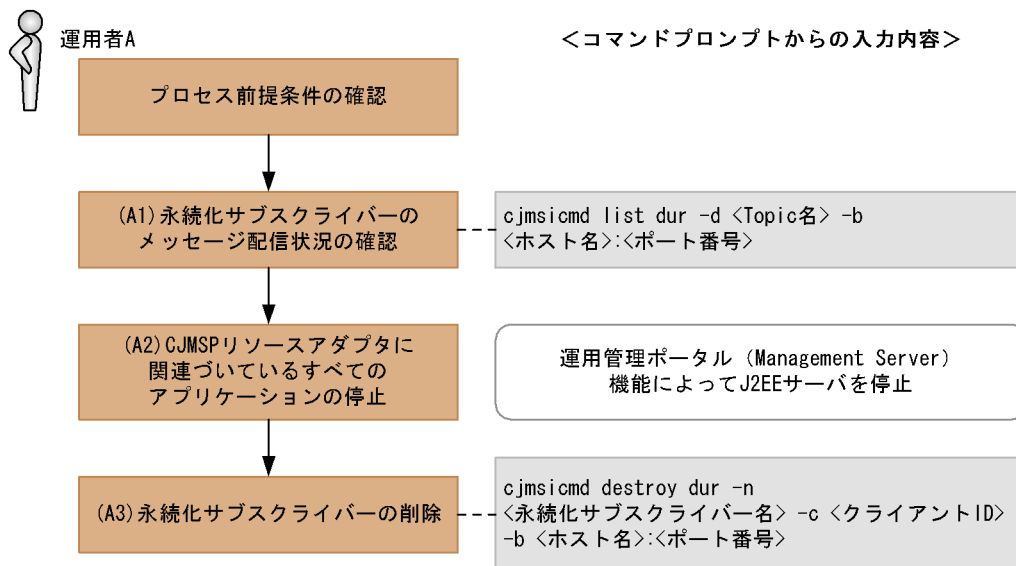 運用者A
＜コマンドプロンプトからの入力内容＞
プロセス前提条件の確認
(A1)永続化サブスクライバーの
メッセージ配信状況の確認
cjmsicmd list dur -d <Topic名> -b
<ホスト名>:<ポート番号>
(A2)CJMSPリソースアダプタに
関連づいているすべての
アプリケーションの停止
運用管理ポータル（Management Server）
機能によってJ2EEサーバを停止
(A3)永続化サブスクライバーの削除
cjmsicmd destroy dur -n
<永続化サブスクライバー名> -c <クライアントID>
-b <ホスト名>:<ポート番号>